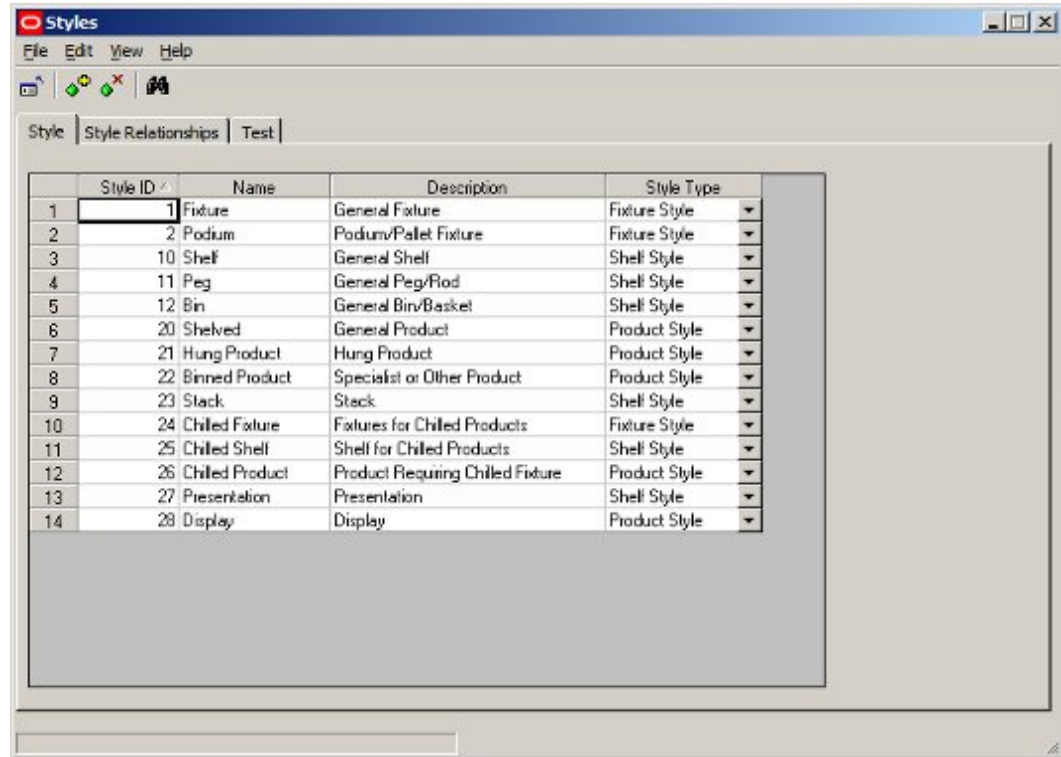 Styles
File Edit View Help
Style Style Relationships Test
Style ID Name Description Style Type
1 1 Fixture General Fixture Fixture Style
2 2 Podium Podium/Pallet Fixture Fixture Style
3 10 Shelf General Shelf Shelf Style
4 11 Peg General Peg/Rod Shelf Style
5 12 Bin General Bin/Basket Shelf Style
6 20 Shelved General Product Product Style
7 21 Hung Product Hung Product Product Style
8 22 Binned Product Specialist or Other Product Product Style
9 23 Stack Stack Shelf Style
10 24 Chilled Fixture Fixtures for Chilled Products Fixture Style
11 25 Chilled Shelf Shelf for Chilled Products Shelf Style
12 26 Chilled Product Product Requiring Chilled Fixture Product Style
13 27 Presentation Presentation Shelf Style
14 28 Display Display Product Style